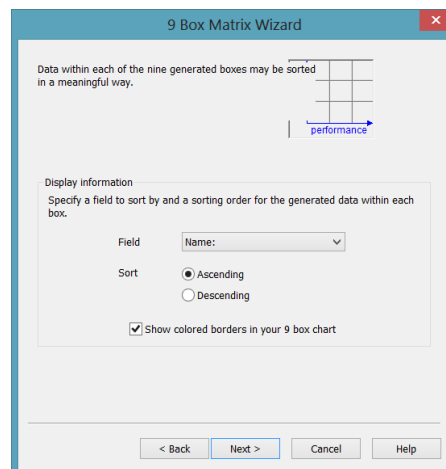 9 Box Matrix Wizard
Data within each of the nine generated boxes may be sorted
in a meaningful way.
performance
Display information
Specify a field to sort by and a sorting order for the generated data within each
box.
Field
Name:
Sort
Ascending
Descending
Show colored borders in your 9 box chart
< Back
Next >
Cancel
Help